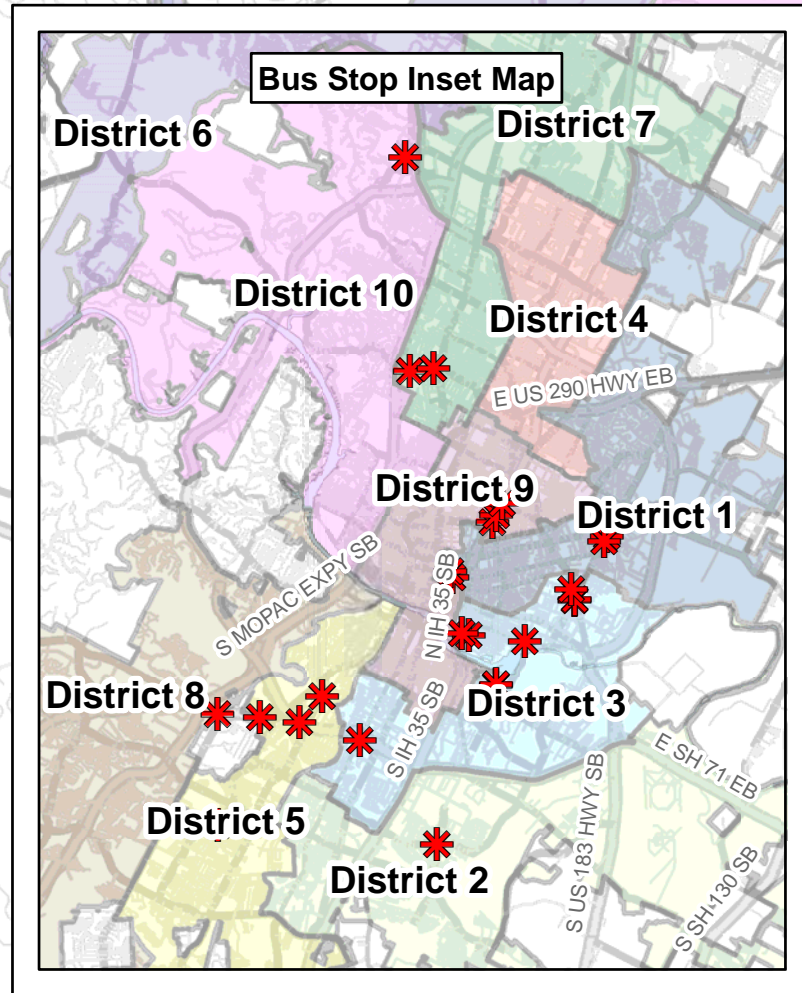 Bus Stop Inset Map
District 6
District 7
District 10
District 4
E US 290 HWY EB
District 9
District 1
S MOPAC EXPY SB
N IH 35 SB
District 8
District 3
S IH 35 SB
E SH 71 EB
District 5
S US 183 HWY SB
District 2
S SH 130 SB